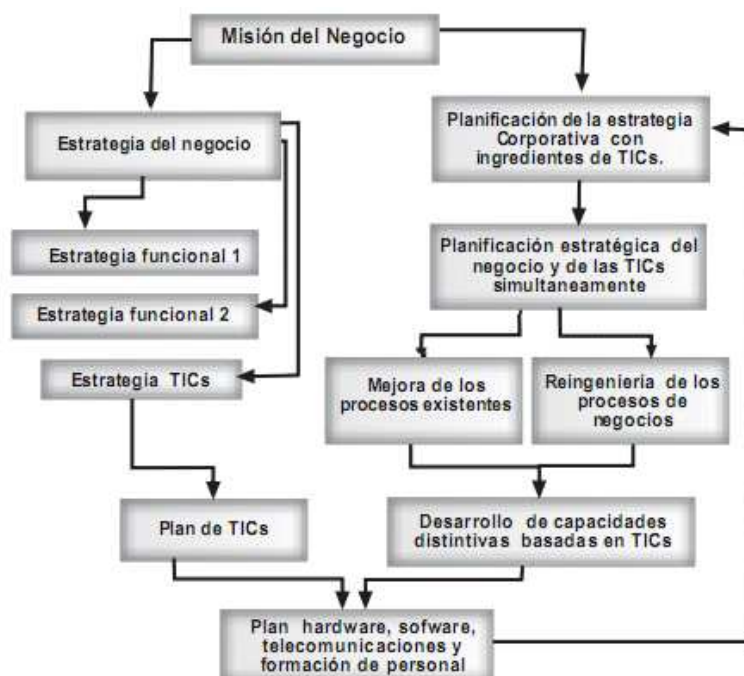 Misión del Negocio
Estrategia del negocio
Planificación de la estrategia
Corporativa con
ingredientes de TICs.
Estrategia funcional 1
Planificación estratégica del
negocio y de las TICs
simultaneamente
Estrategia funcional 2
Estrategia TICs
Mejora de los
procesos existentes
Reingeniería de los
procesos de
negocios
Plan de TICs
Desarrollo de capacidades
distintivas basadas en TICs
Plan hardware, sofware,
telecomunicaciones y
formación de personal